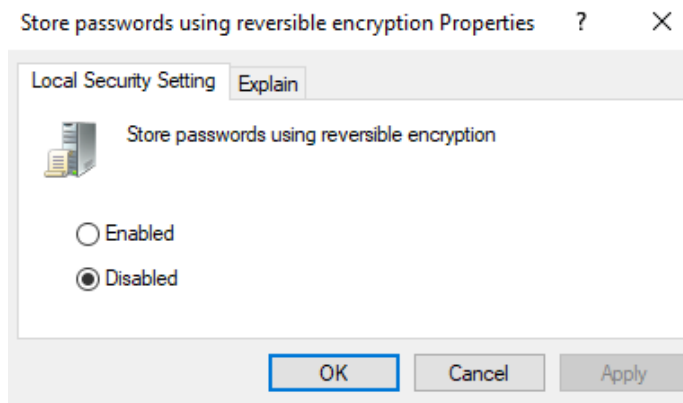 Store passwords using reversible encryption Properties ?
Local Security Setting Explain
Store passwords using reversible encryption
Enabled
Disabled
OK Cancel Apply